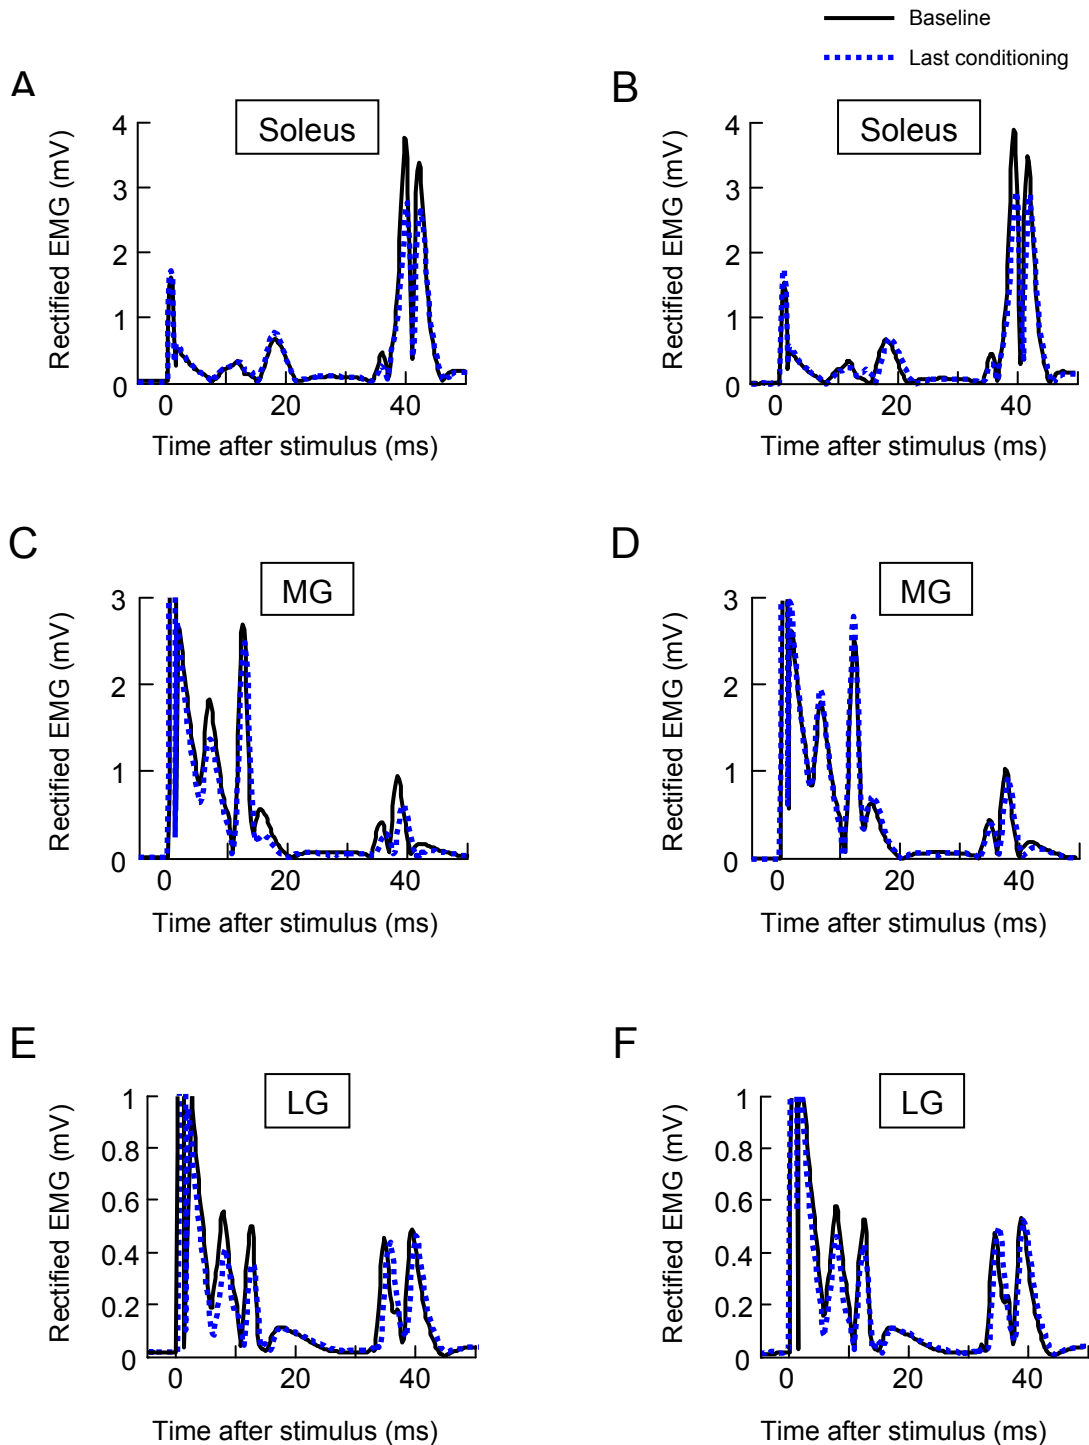 Baseline
Last conditioning
A
Soleus
Rectified EMG (mV)
4
3
2
1
0
0 20 40
Time after stimulus (ms)
B
Soleus
Rectified EMG (mV)
4
3
2
1
0
0 20 40
Time after stimulus (ms)
C
MG
Rectified EMG (mV)
3
2
1
0
0 20 40
Time after stimulus (ms)
D
MG
Rectified EMG (mV)
3
2
1
0
0 20 40
Time after stimulus (ms)
E
LG
Rectified EMG (mV)
1
0.8
0.6
0.4
0.2
0
0 20 40
Time after stimulus (ms)
F
LG
Rectified EMG (mV)
1
0.8
0.6
0.4
0.2
0
0 20 40
Time after stimulus (ms)